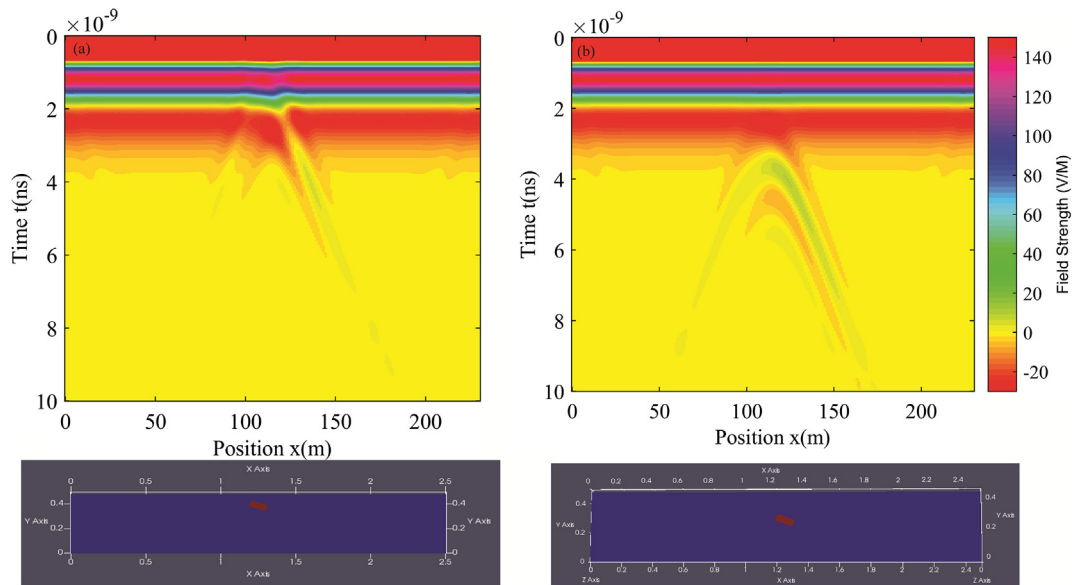 ×10⁻⁹
×10⁻⁹
(a)
(b)
0
2
4
6
8
10
Time t(ns)
0
50
100
150
200
Position x(m)
0
2
4
6
8
10
Time t(ns)
0
50
100
150
200
Position x(m)
140
120
100
80
60
40
20
0
-20
Field Strength (V/M)
X Axis
0 0.5 1 1.5 2 2.5
0.4 0.4
0.2 0.2
0 0
Y Axis Y Axis
0 0.5 1 1.5 2 2.5
X Axis
X Axis
0 0.2 0.4 0.6 0.8 1 1.2 1.4 1.6 1.8 2 2.2 2.4
0.4 0.4
Y Axis Y Axis
0.2 0.2
0 0
0 0.2 0.4 0.6 0.8 1 1.2 1.4 1.6 1.8 2 2.2 2.4 0
Z Axis X Axis Z Axis